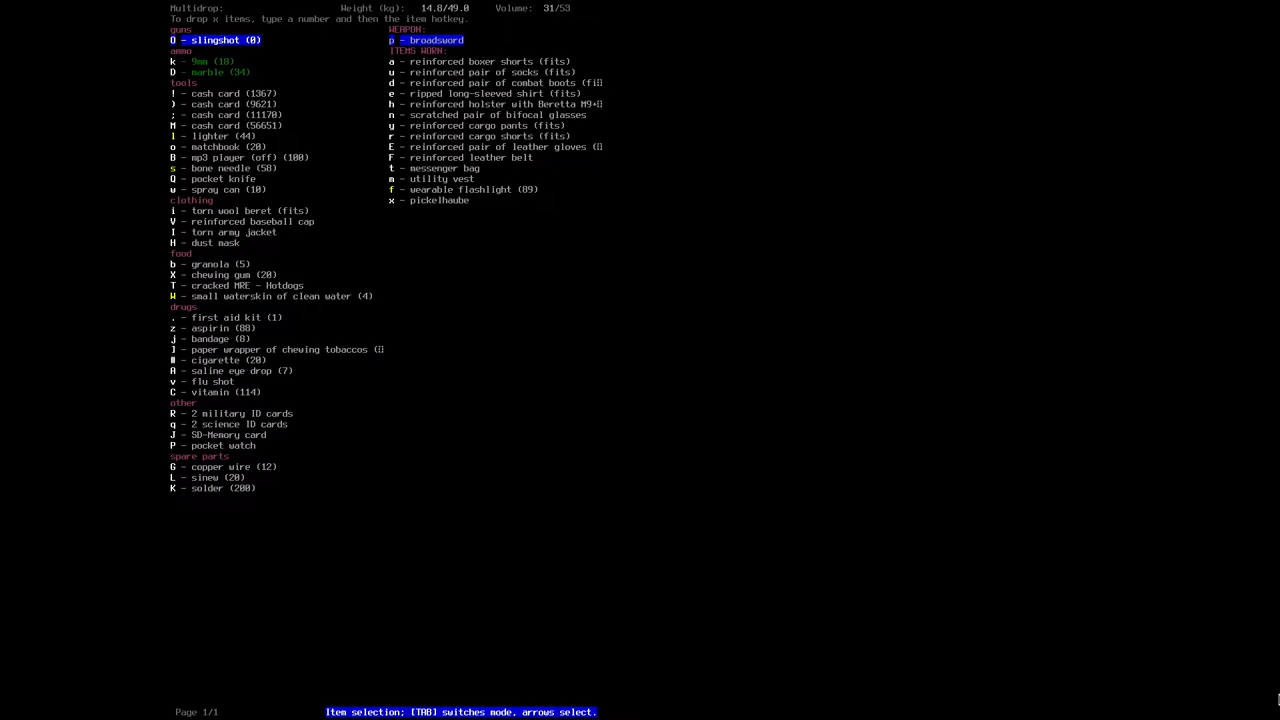 Multidrop: Weight (kg): 14.8/49.0 Volume: 31/53
To drop x items, type a number and then the item hotkey.
guns
O - slingshot (0)
ammo
k - 9mm (18)
D - marble (34)
tools
! - cash card (1367)
) - cash card (9621)
; - cash card (11170)
M - cash card (56651)
l - lighter (44)
o - matchbook (20)
B - mp3 player (off) (100)
s - bone needle (58)
Q - pocket knife
w - spray can (10)
clothing
i - torn wool beret (fits)
V - reinforced baseball cap
I - torn army jacket
H - dust mask
food
b - granola (5)
X - chewing gum (20)
T - cracked MRE - Hotdogs
W - small waterskin of clean water (4)
drugs
. - first aid kit (1)
z - aspirin (88)
j - bandage (8)
] - paper wrapper of chewing tobaccos (
# - cigarette (20)
A - saline eye drop (7)
v - flu shot
C - vitamin (114)
other
R - 2 military ID cards
q - 2 science ID cards
J - SD-Memory card
P - pocket watch
spare parts
G - copper wire (12)
L - sinew (20)
K - solder (200)
WEAPON:
p - broadsword
ITEMS WORN:
a - reinforced boxer shorts (fits)
u - reinforced pair of socks (fits)
d - reinforced pair of combat boots (fi
e - ripped long-sleeved shirt (fits)
h - reinforced holster with Beretta M9+
n - scratched pair of bifocal glasses
y - reinforced cargo pants (fits)
r - reinforced cargo shorts (fits)
E - reinforced pair of leather gloves (
F - reinforced leather belt
t - messenger bag
m - utility vest
f - wearable flashlight (89)
x - pickelhaube
Page 1/1 Item selection; [TAB] switches mode, arrows select.